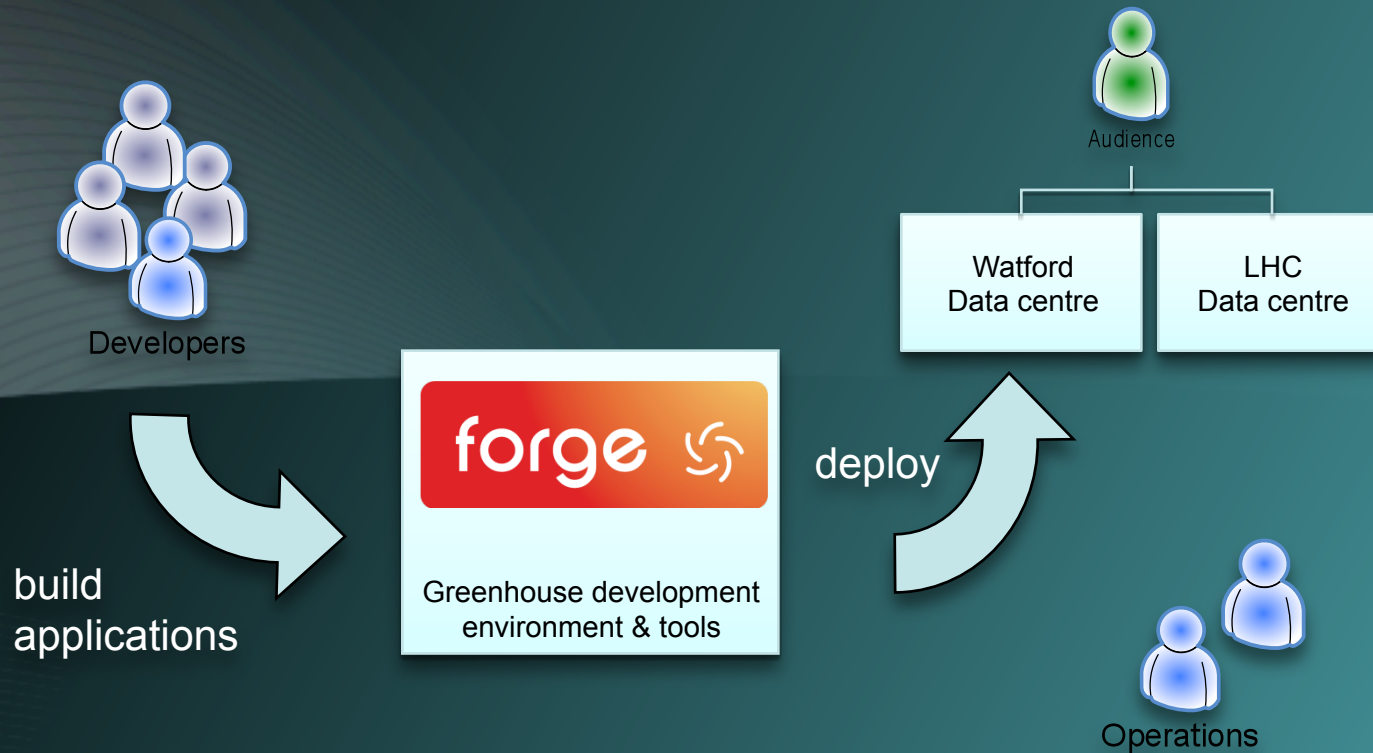 Developers
build
applications
forge
Greenhouse development
environment & tools
deploy
Audience
Watford
Data centre
LHC
Data centre
Operations